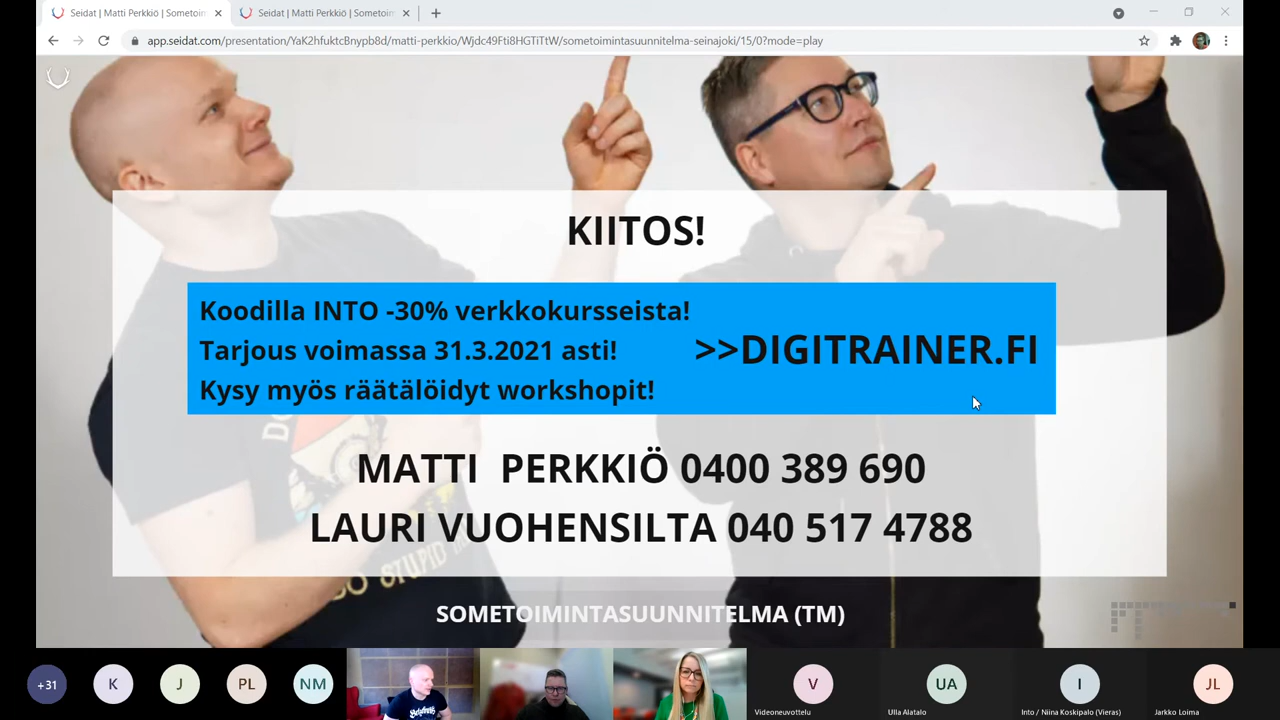 Seidat | Matti Perkkiö | Sometoim
Seidat | Matti Perkkiö | Sometoim
app.seidat.com/presentation/YaK2hfuktcBnypb8d/matti-perkkio/Wjdc49Fti8HGTiTtW/sometoimintasuunnitelma-seinajoki/15/0?mode=play
KIITOS!
Koodilla INTO -30% verkkokursseista!
Tarjous voimassa 31.3.2021 asti!
>>DIGITRAINER.FI
Kysy myös räätälöidyt workshopit!
MATTI PERKKIÖ 0400 389 690
LAURI VUOHENSILTA 040 517 4788
STUPID
SOMETOIMINTASUUNNITELMA (TM)
+31
K
J
PL
NM
V
UA
I
JL
Videoneuvottelu
Ulla Alatalo
Into / Niina Koskipalo (Vieras)
Jarkko Loima